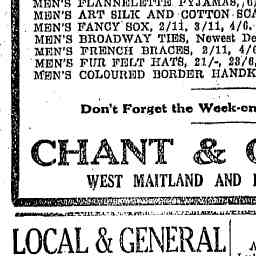 MEN'S FLANNELETTE PYJAMAS,
MEN'S ART SILK AND COTTON
MEN'S FANCY SOX, 2/11, 3/11, 4/6.
MEN'S BROADWAY TIES, Newest
MEN'S FRENCH BRACES, 2/11,
MEN'S FUR FELT HATS, 21/-,
MEN'S COLOURED BORDER
Don't Forget the
CHANT &
WEST MAITLAND AND
LOCAL & GENERAL